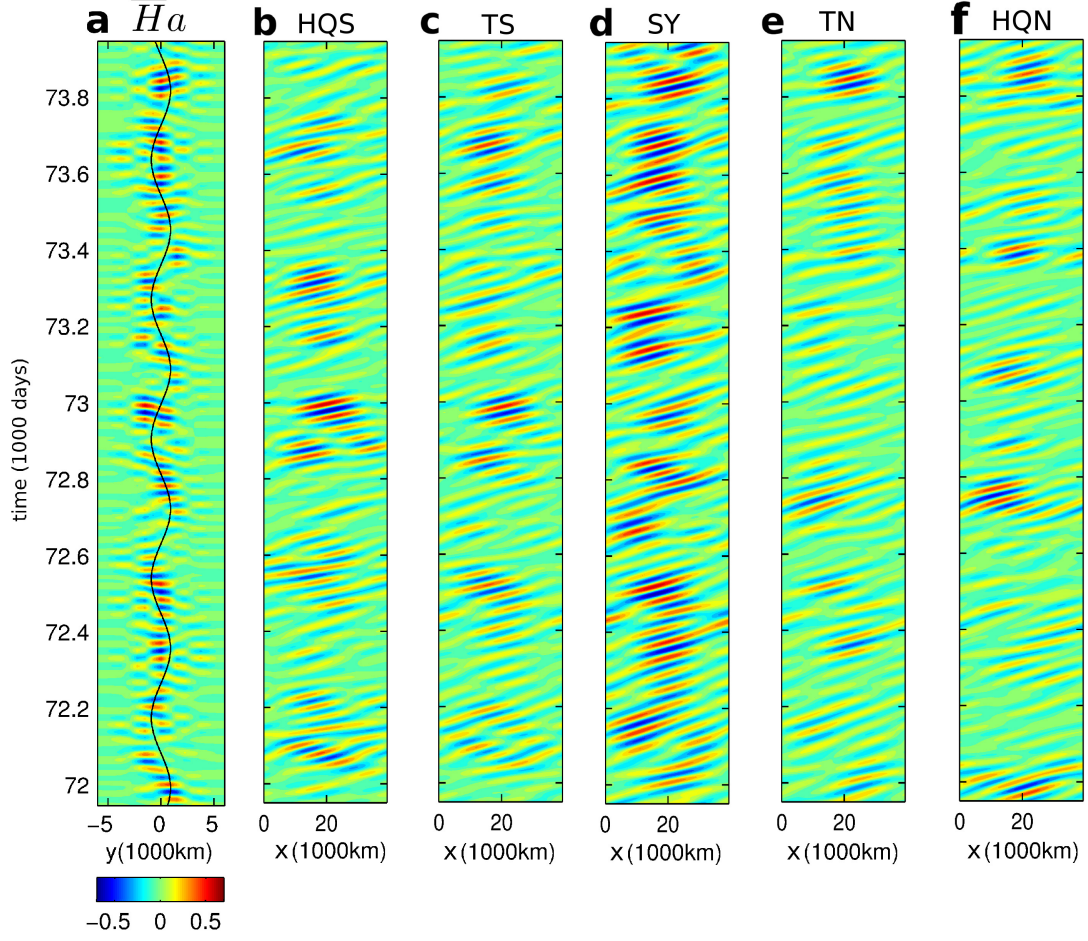 a H̅a
b HQS
c TS
d SY
e TN
f HQN
time (1000 days)
73.8
73.6
73.4
73.2
73
72.8
72.6
72.4
72.2
72
−5 0 5
0 20
0 20
0 20
0 20
0 20
y(1000km)
x (1000km)
x (1000km)
x (1000km)
x (1000km)
x (1000km)
−0.5 0 0.5